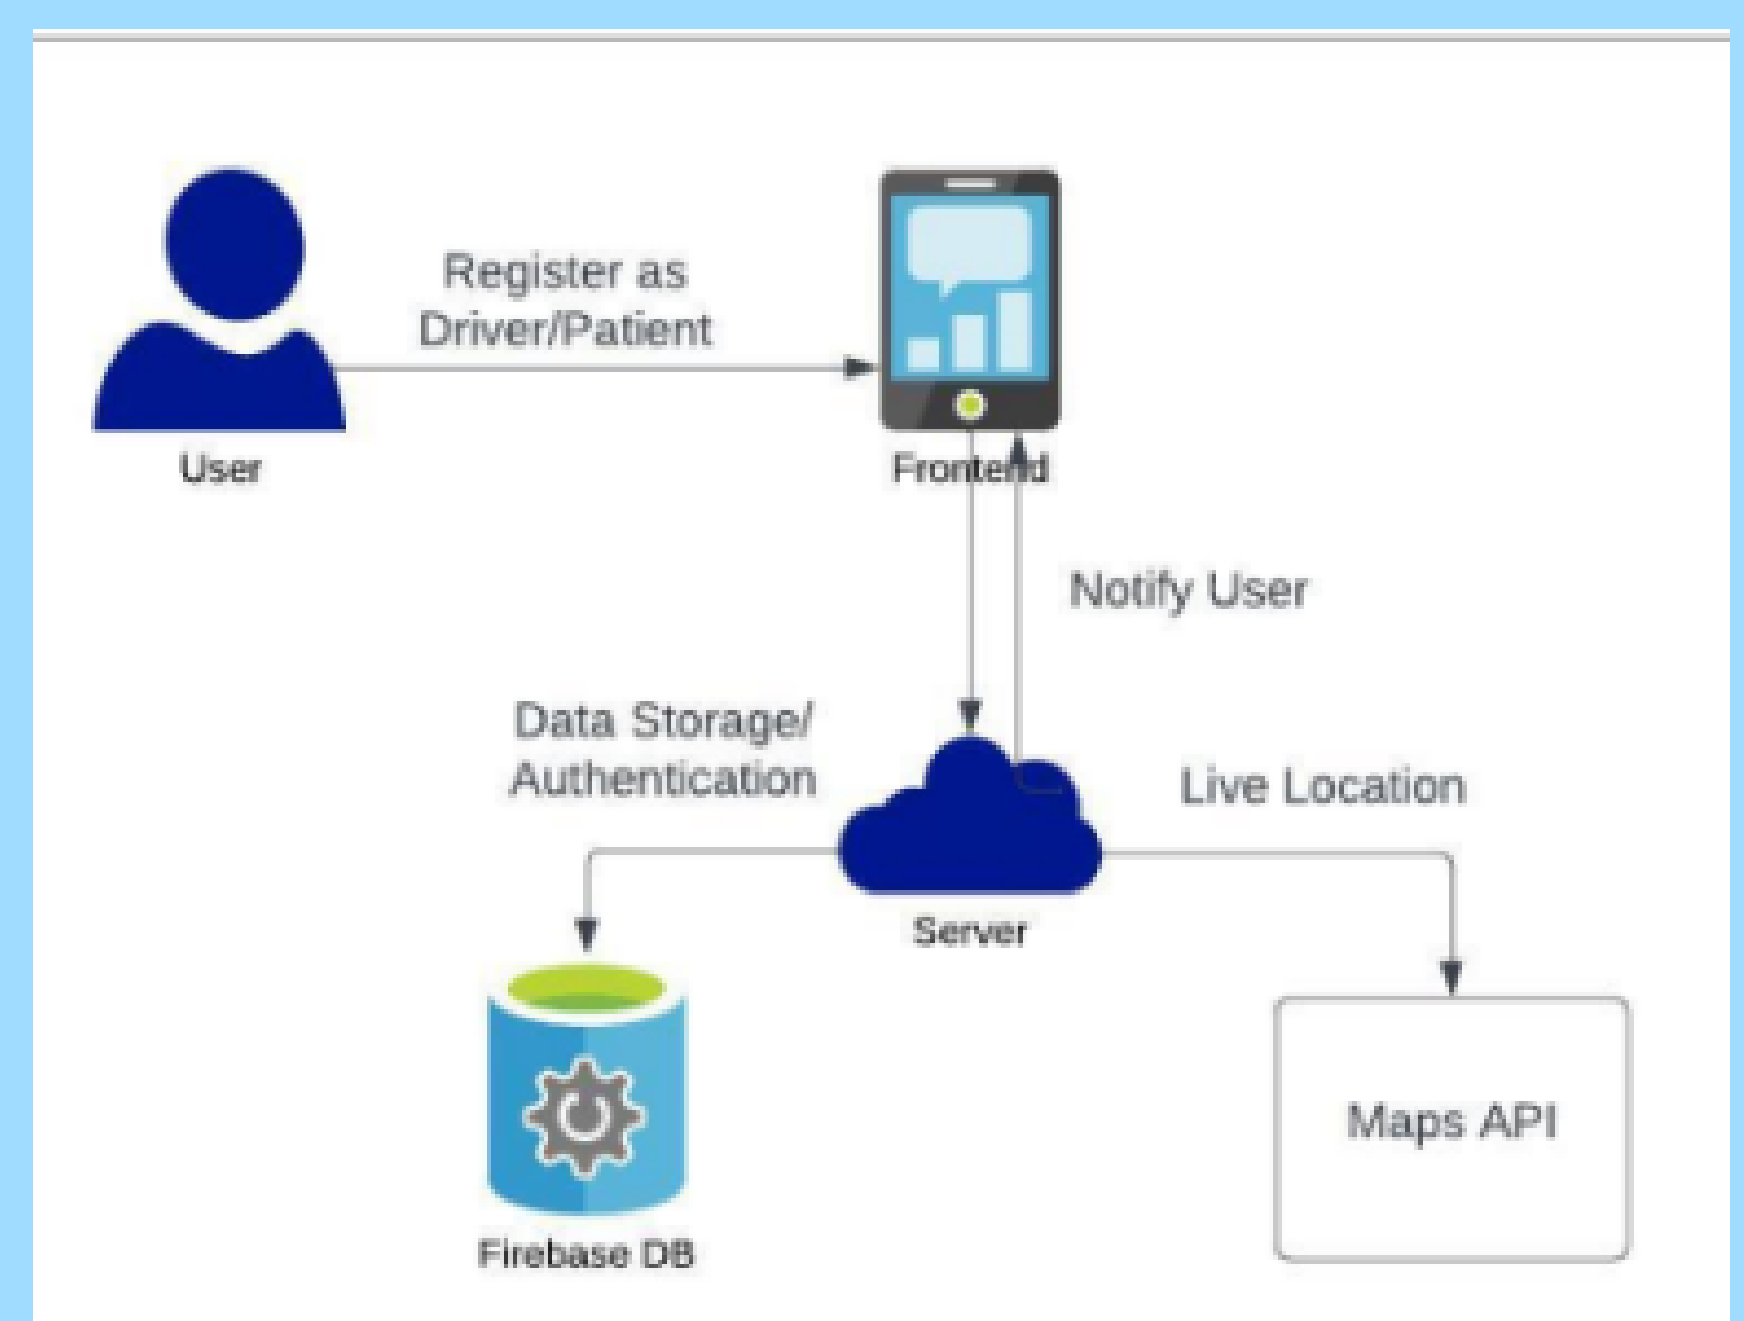 Register as
Driver/Patient
User
Frontend
Notify User
Data Storage/
Authentication
Live Location
Server
Maps API
Firebase DB